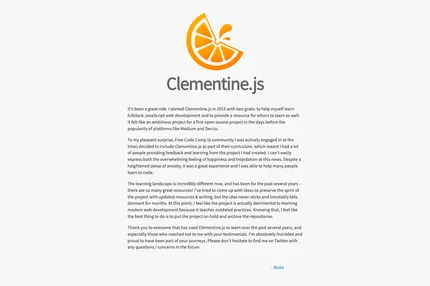 Clementine.js
It's been a great ride. I started Clementine.js in 2015 with two goals: to help myself learn
fullstack JavaScript web development and to provide a resource for others to learn as well.
It felt like an ambitious project for a first open-source project in the days before the
popularity of platforms like Medium and Dev.to.
To my pleasant surprise, Free Code Camp (a community I was actively engaged in at the
time) decided to include Clementine.js as part of their curriculum, which meant I had a lot
of people providing feedback and learning from the project I had created. I can't easily
express both the overwhelming feeling of happiness and trepidation at this news. Despite a
heightened sense of anxiety, it was a great experience and I was able to help many people
learn to code.
The learning landscape is incredibly different now, and has been for the past several years –
there are so many great resources! I've tried to come up with ideas to preserve the spirit of
the project with updated resources & writing, but the idea never sticks and inevitably falls
dormant for months. At this point, I feel like the project is actually detrimental to learning
modern web development because it teaches outdated practices. Knowing that, I feel like
the best thing to do is to put the project on hold and archive the repositories.
Thank you to everyone that has used Clementine.js to learn over the past several years, and
especially those who reached out to me with your testimonials. I'm absolutely humbled and
proud to have been part of your journeys. Please don't hesitate to find me on Twitter with
any questions / concerns in the future.
- Blake